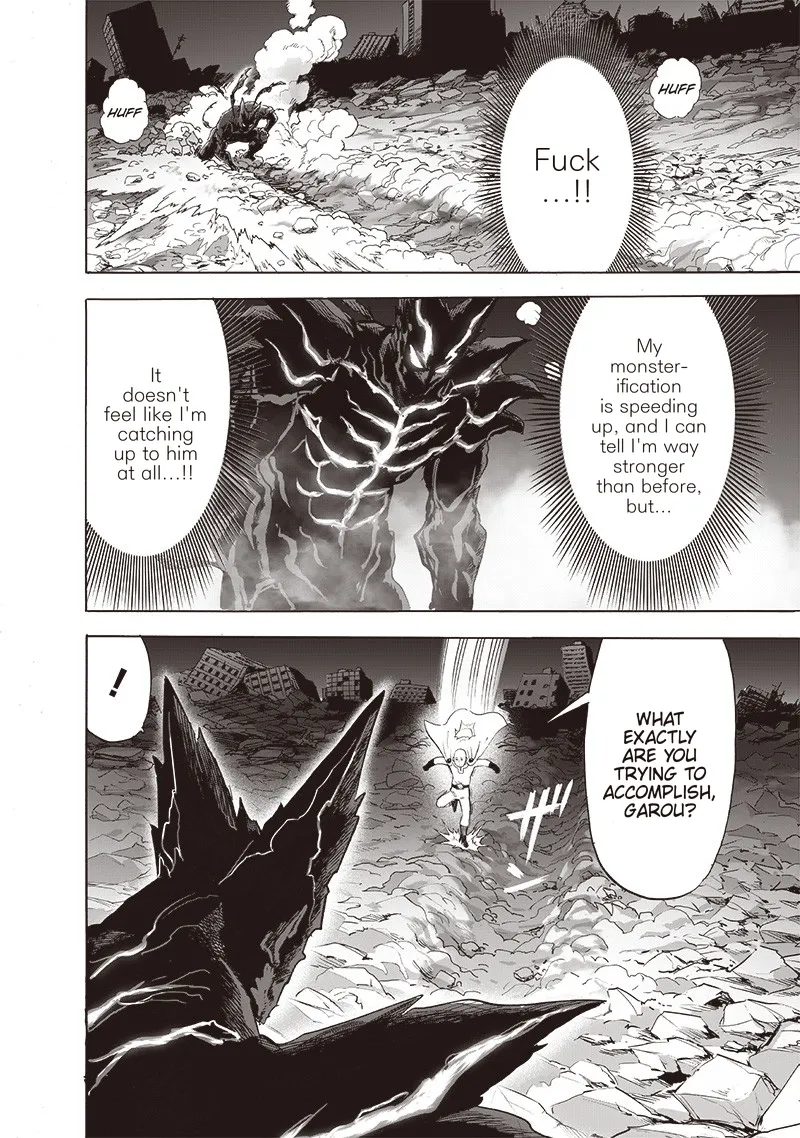 HUFF
Fuck
...!!
HUFF
My
monster-
ification
is speeding
up, and I can
tell I'm way
stronger
than before,
but...
It
doesn't
feel like I'm
catching
up to him
at all...!!
WHAT
EXACTLY
ARE YOU
TRYING TO
ACCOMPLISH,
GAROU?
!